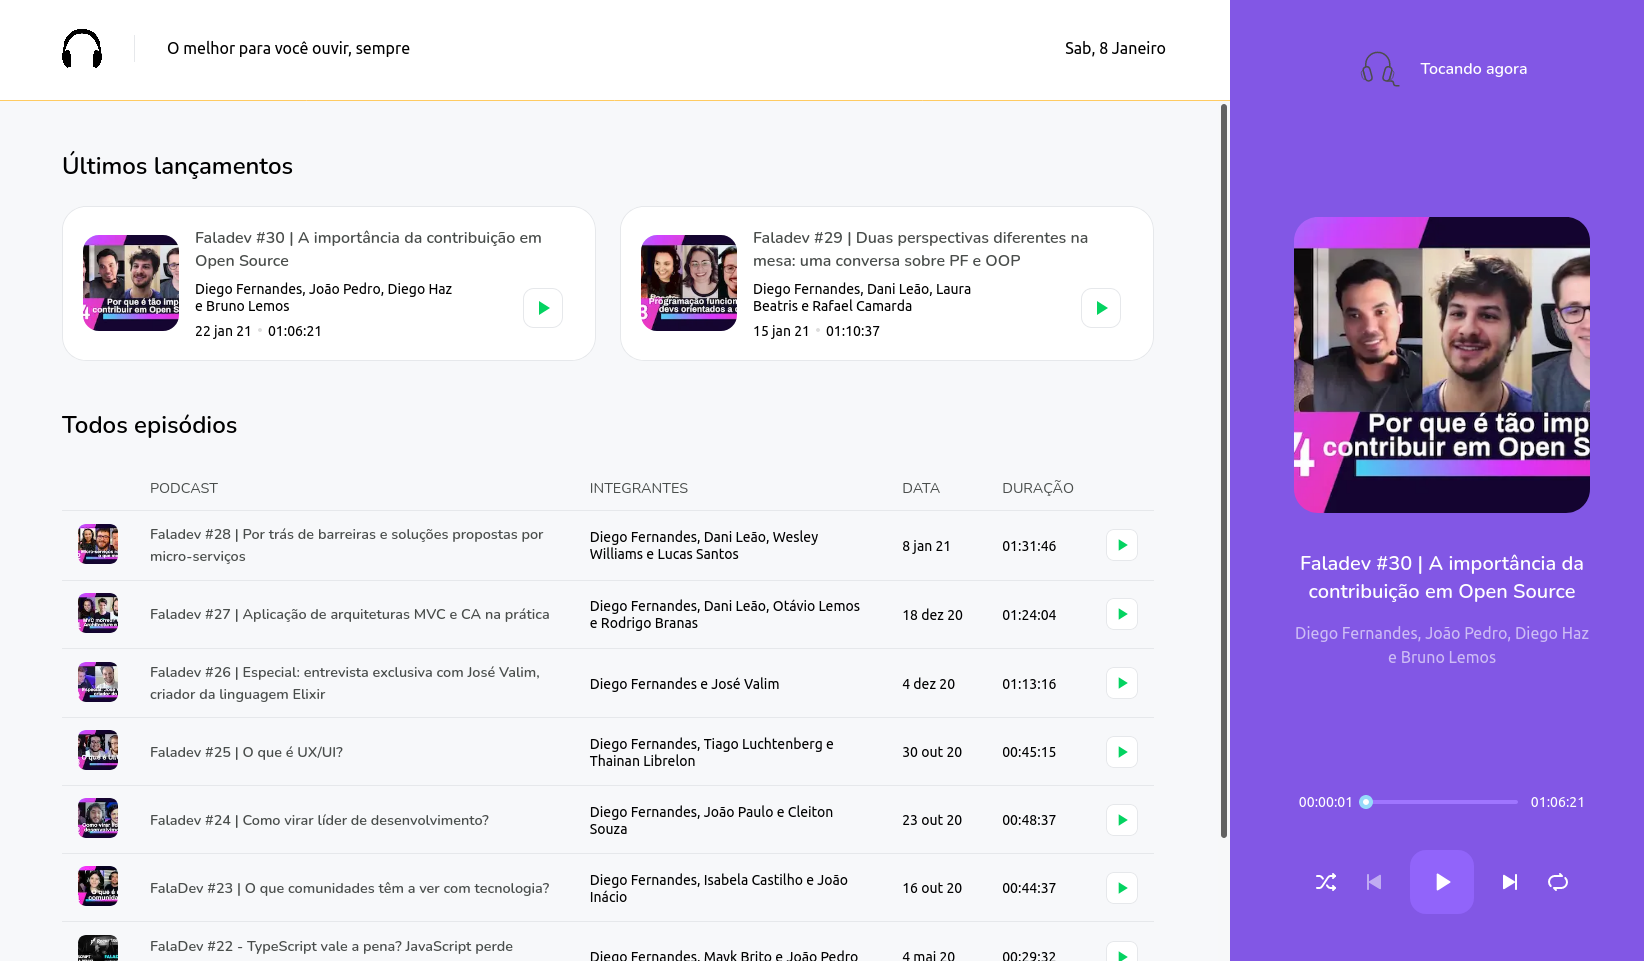 O melhor para você ouvir, sempre
Sab, 8 Janeiro
Últimos lançamentos
Faladev #30 | A importância da contribuição em
Open Source
Diego Fernandes, João Pedro, Diego Haz
e Bruno Lemos
22 jan 21 • 01:06:21
Faladev #29 | Duas perspectivas diferentes na
mesa: uma conversa sobre PF e OOP
Diego Fernandes, Dani Leão, Laura
Beatris e Rafael Camarda
15 jan 21 • 01:10:37
Todos episódios
PODCAST INTEGRANTES DATA DURAÇÃO
Faladev #28 | Por trás de barreiras e soluções propostas por
micro-serviços
Diego Fernandes, Dani Leão, Wesley
Williams e Lucas Santos
8 jan 21
01:31:46
Faladev #27 | Aplicação de arquiteturas MVC e CA na prática
Diego Fernandes, Dani Leão, Otávio Lemos
e Rodrigo Branas
18 dez 20
01:24:04
Faladev #26 | Especial: entrevista exclusiva com José Valim,
criador da linguagem Elixir
Diego Fernandes e José Valim
4 dez 20
01:13:16
Faladev #25 | O que é UX/UI?
Diego Fernandes, Tiago Luchtenberg e
Thainan Librelon
30 out 20
00:45:15
Faladev #24 | Como virar líder de desenvolvimento?
Diego Fernandes, João Paulo e Cleiton
Souza
23 out 20
00:48:37
FalaDev #23 | O que comunidades têm a ver com tecnologia?
Diego Fernandes, Isabela Castilho e João
Inácio
16 out 20
00:44:37
FalaDev #22 - TypeScript vale a pena? JavaScript perde
Diego Fernandes, Mayk Brito e João Pedro
4 mai 20
00:29:32
Tocando agora
Por que é tão imp
4 contribuir em Open S
Faladev #30 | A importância da
contribuição em Open Source
Diego Fernandes, João Pedro, Diego Haz
e Bruno Lemos
00:00:01
01:06:21